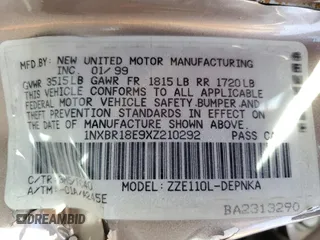 MFD. BY: NEW UNITED MOTOR MANUFACTURING
INC. 01/99
GVWR 3515LB GAWR FR 1815LB RR 1720LB
THIS VEHICLE CONFORMS TO ALL APPLICABLE
FEDERAL MOTOR VEHICLE SAFETY, BUMPER AND
THEFT PREVENTION STANDARDS IN EFFECT ON
THE DATE OF MANUFACTURE SHOWN ABOVE.
1NXBR18E9XZ210292 PASS CAR
C/TR:
A/TM: MODEL: ZZE110L-DEPNKA
BA2313290
DREAMBID